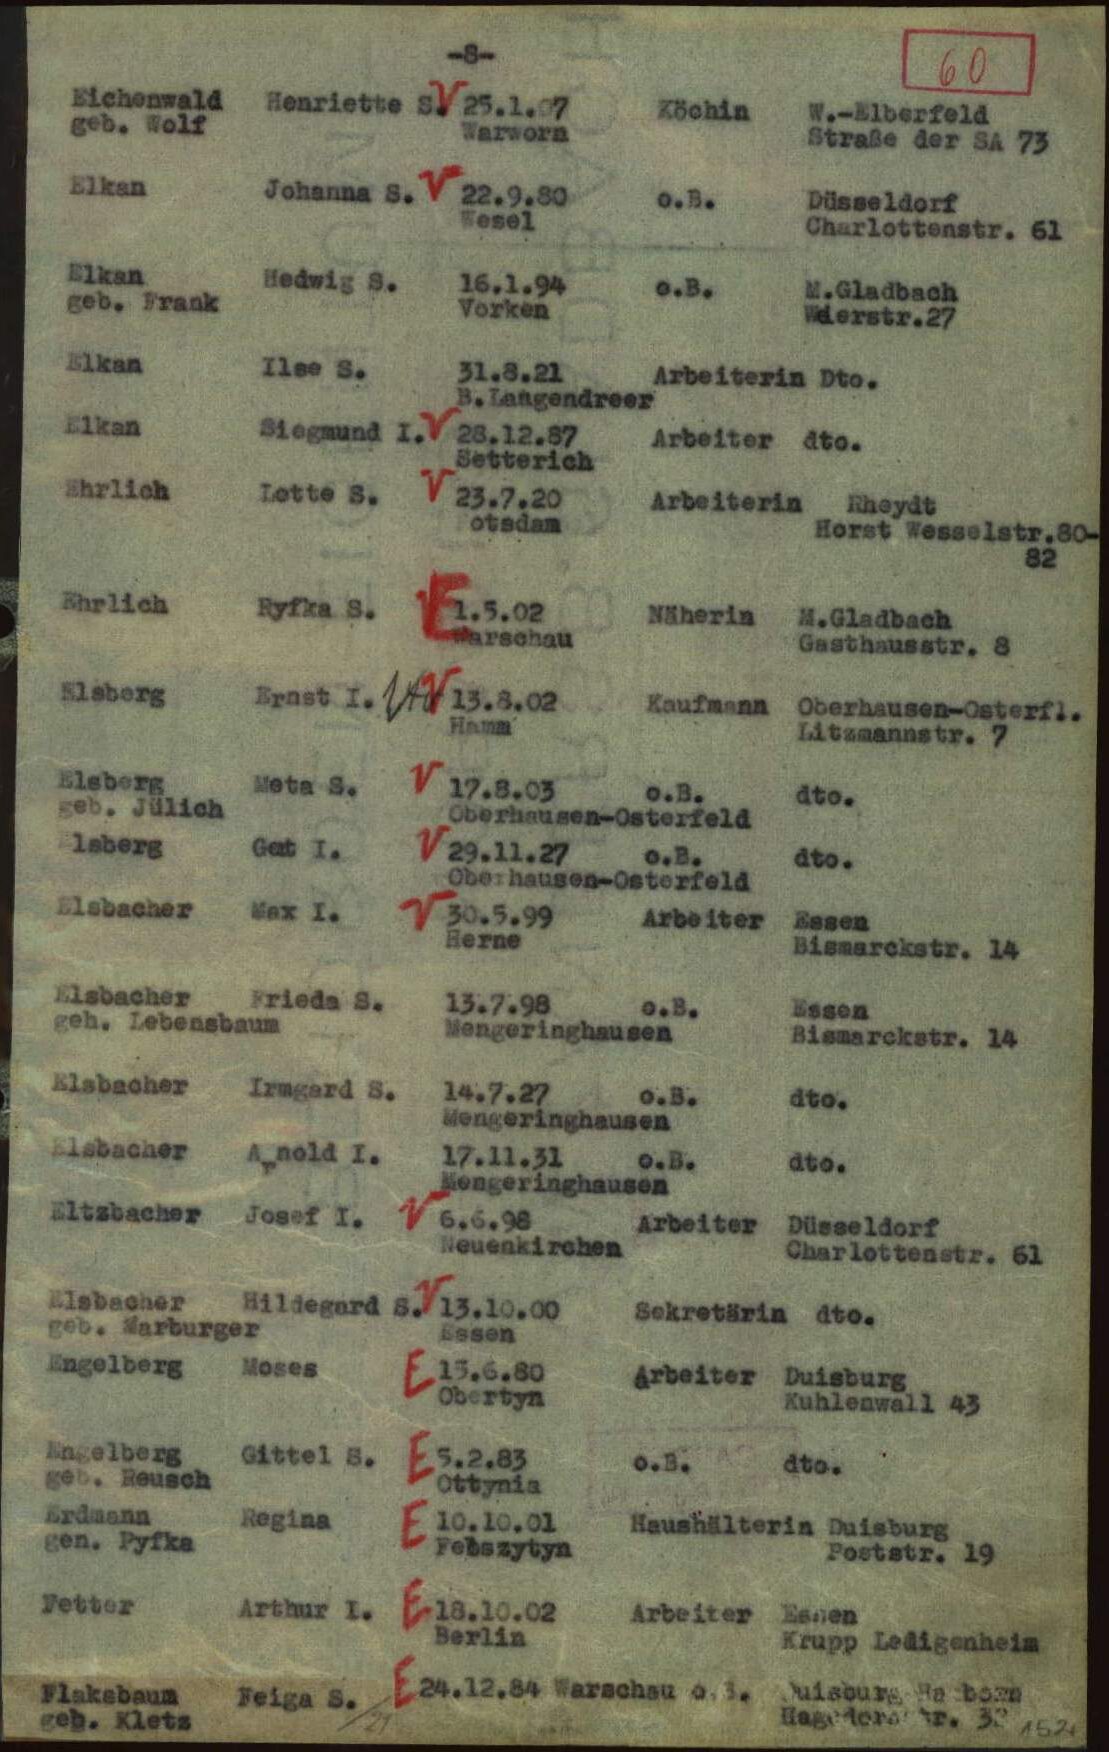 -8-
60
Eichenwald Henriette S. V 25.1.07 Köchin W.-Elberfeld
geb. Wolf Warworn Straße der SA 73
Elkan Johanna S. V 22.9.80 o.B. Düsseldorf
Wesel Charlottenstr. 61
Elkan Hedwig S. 16.1.94 o.B. M.Gladbach
geb. Frank Vorken Weierstr.27
Elkan Ilse S. 31.8.21 Arbeiterin Dto.
B.Langendreer
Elkan Siegmund I. V 28.12.87 Arbeiter dto.
Setterich
Ehrlich Lotte S. V 23.7.20 Arbeiterin Rheydt
Potsdam Horst Wesselstr.80-
82
Ehrlich Ryfka S. E 1.5.02 Näherin M.Gladbach
Warschau Gasthausstr. 8
Elsberg Ernst I. V 13.8.02 Kaufmann Oberhausen-Osterfl.
Hamm Litzmannstr. 7
Elsberg Meta S. V 17.8.03 o.B. dto.
geb. Jülich Oberhausen-Osterfeld
Elsberg I. V 29.11.27 o.B. dto.
Oberhausen-Osterfeld
Elsbacher Max I. V 30.5.99 Arbeiter Essen
Herne Bismarckstr. 14
Elsbacher Frieda S. 13.7.98 o.B. Essen
geh. Lebensbaum Mengeringhausen Bismarckstr. 14
Elsbacher Irmgard S. 14.7.27 o.B. dto.
Mengeringhausen
Elsbacher Arnold I. 17.11.31 o.B. dto.
Mengeringhausen
Eltzbacher Josef I. V 6.6.98 Arbeiter Düsseldorf
Neuenkirchen Charlottenstr. 61
Elsbacher Hildegard S. V 13.10.00 Sekretärin dto.
geb. Marburger Essen
Engelberg Moses E 15.6.80 Arbeiter Duisburg
Obertyn Kuhlenwall 43
Engelberg Gittel S. E 5.2.83 o.B. dto.
geb. Reusch Ottynia
Erdmann Regina E 10.10.01 Haushälterin Duisburg
gen. Pyfka Febszytyn Poststr. 19
Fetter Arthur I. E 18.10.02 Arbeiter Essen
Berlin Krupp Ledigenheim
Flaksbaum Feiga S. E 24.12.84 Warschau o.B. Duisburg Hamborn
geb. Kletz 21